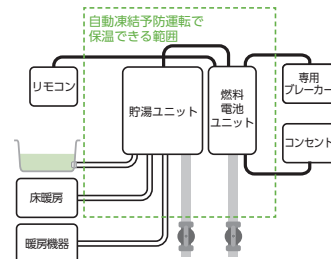 自動凍結予防運転で
保温できる範囲
リモコン
貯湯ユニット
燃料
電池
ユニット
専用
ブレーカー
コンセント
床暖房
暖房機器